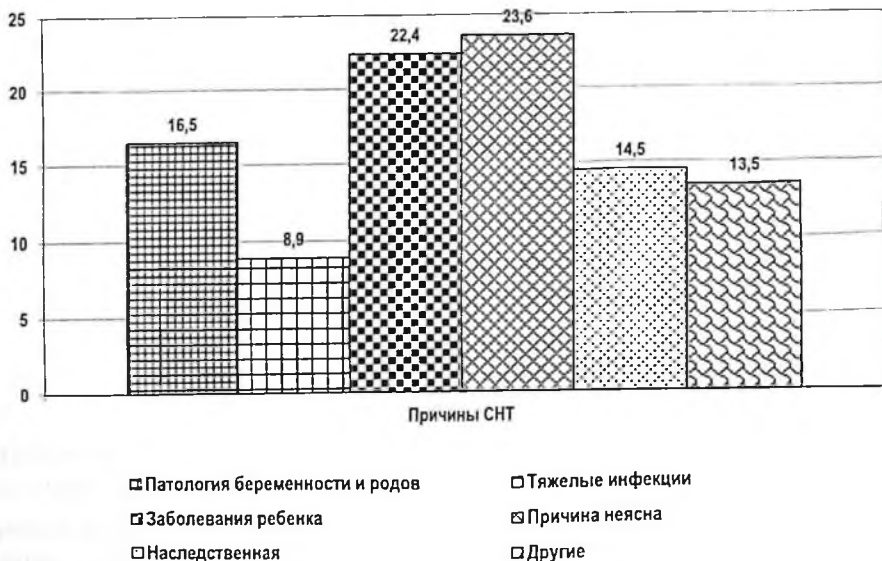 25
20
15
10
5
0
16,5
8,9
22,4
23,6
14,5
13,5
Причины СНТ
Патология беременности и родов
Тяжелые инфекции
Заболевания ребенка
Причина неясна
Наследственная
Другие